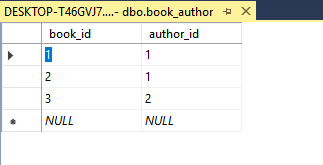 DESKTOP-T46GVJ7....- dbo.book_author
book_id author_id
1 1
2 1
3 2
NULL NULL